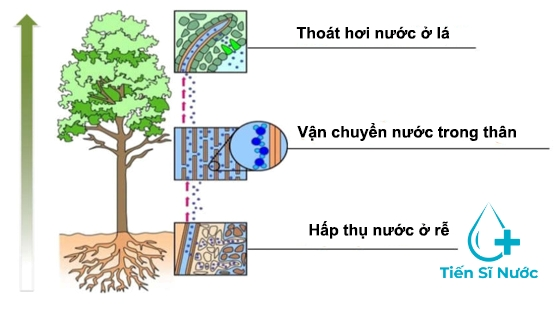 Thoát hơi nước ở lá
Vận chuyển nước trong thân
Hấp thụ nước ở rễ
Tiến Sĩ Nước